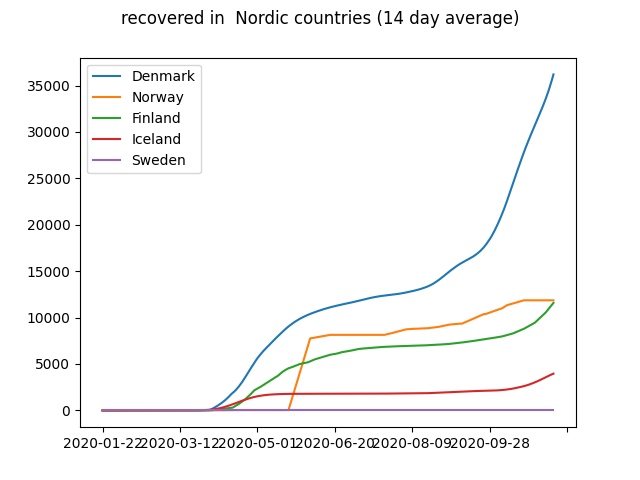 recovered in  Nordic countries (14 day average)
Denmark
Norway
Finland
Iceland
Sweden
35000
30000
25000
20000
15000
10000
5000
0
2020-01-22 2020-03-12 2020-05-01 2020-06-20 2020-08-09 2020-09-28